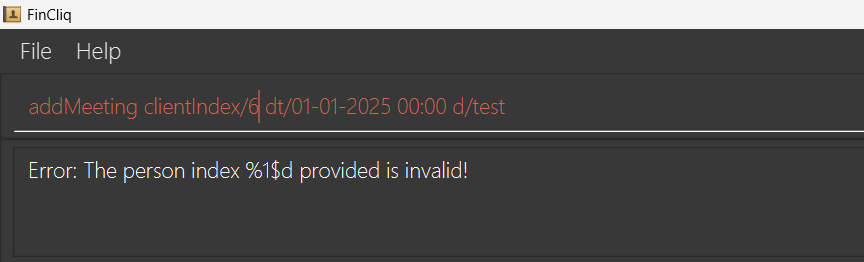 FinCliq
File Help
addMeeting clientIndex/6 dt/01-01-2025 00:00 d/test
Error: The person index %1$d provided is invalid!